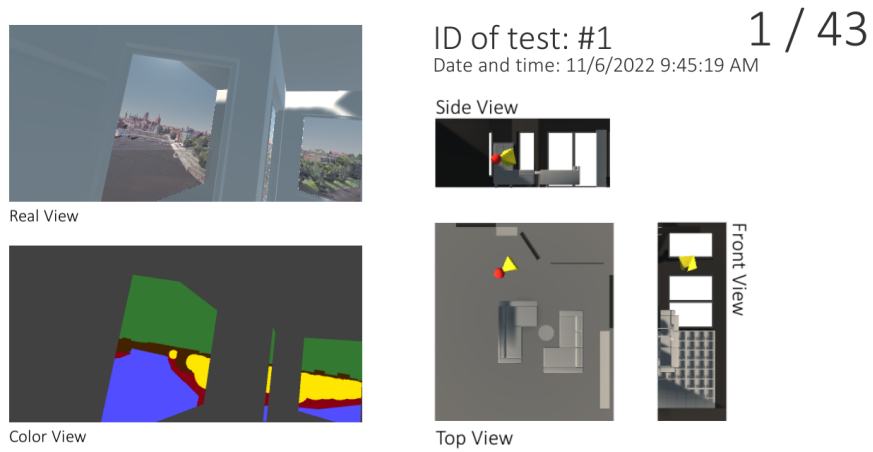 ID of test: #1
1 / 43
Date and time: 11/6/2022 9:45:19 AM
Side View
Real View
Front View
Color View
Top View